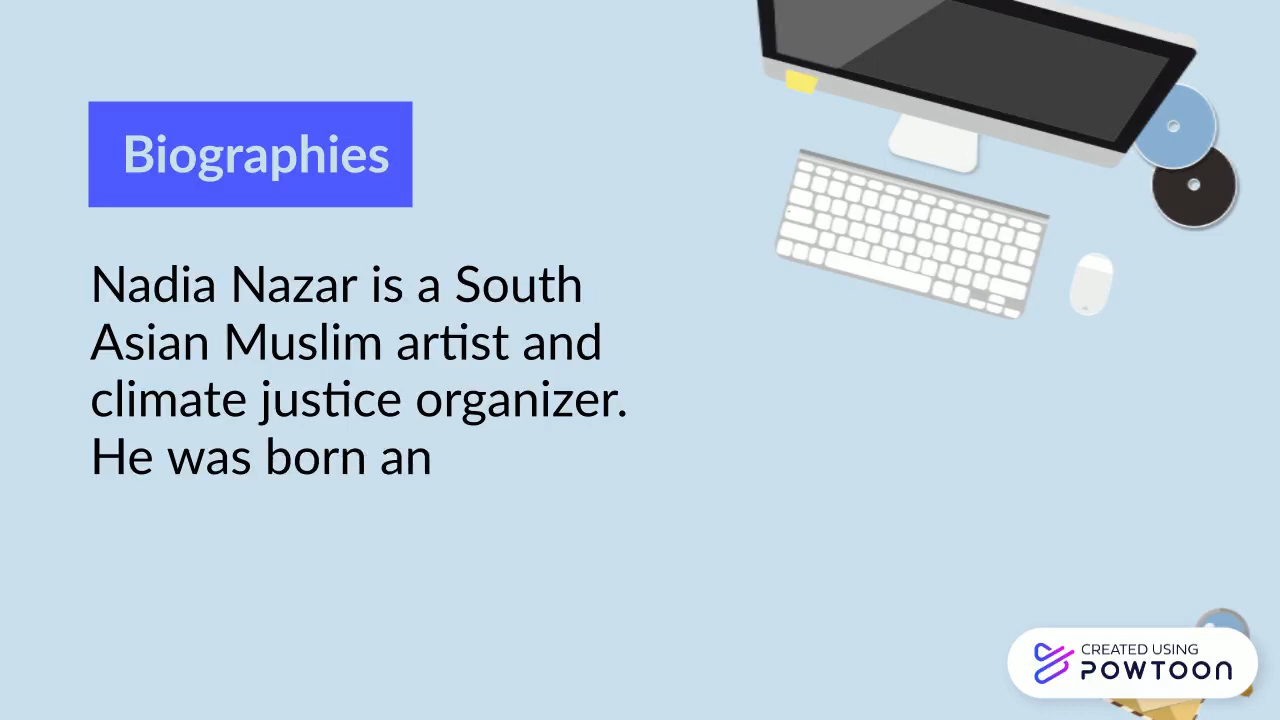 Biographies
Nadia Nazar is a South
Asian Muslim artist and
climate justice organizer.
He was born an
CREATED USING
POWTOON